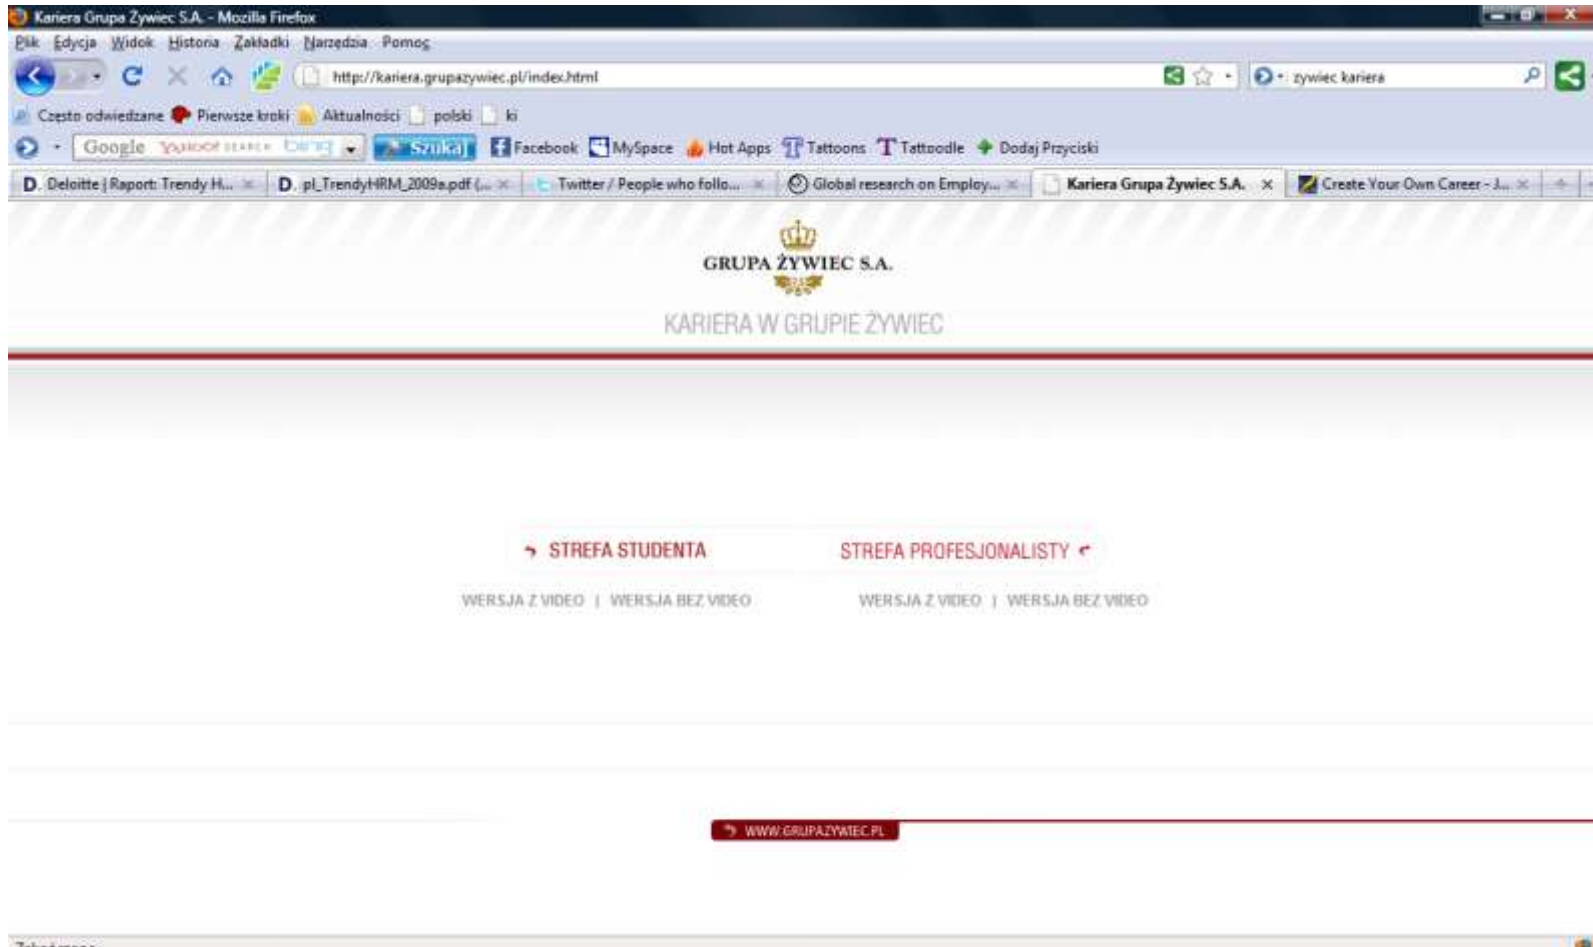 Kariera Grupa Żywiec S.A. - Mozilla Firefox
Plik Edycja Widok Historia Zakładki Narzędzia Pomoc
http://kariera.grupazywiec.pl/index.html zywiec kariera
Często odwiedzane Pierwsze kroki Aktualności polski ki
Google YAHOO! SEARCH bing Szukaj Facebook MySpace Hot Apps Tattoons Tattoodle Dodaj Przyciski
D. Deloitte | Raport: Trendy H... D. pl_TrendyHRM_2009a.pdf (... Twitter / People who follo... Global research on Employ... Kariera Grupa Żywiec S.A. Create Your Own Career - J...
GRUPA ŻYWIEC S.A.
KARIERA W GRUPIE ŻYWIEC
STREFA STUDENTA STREFA PROFESJONALISTY
WERSJA Z VIDEO | WERSJA BEZ VIDEO WERSJA Z VIDEO | WERSJA BEZ VIDEO
WWW.GRUPAZYWIEC.PL